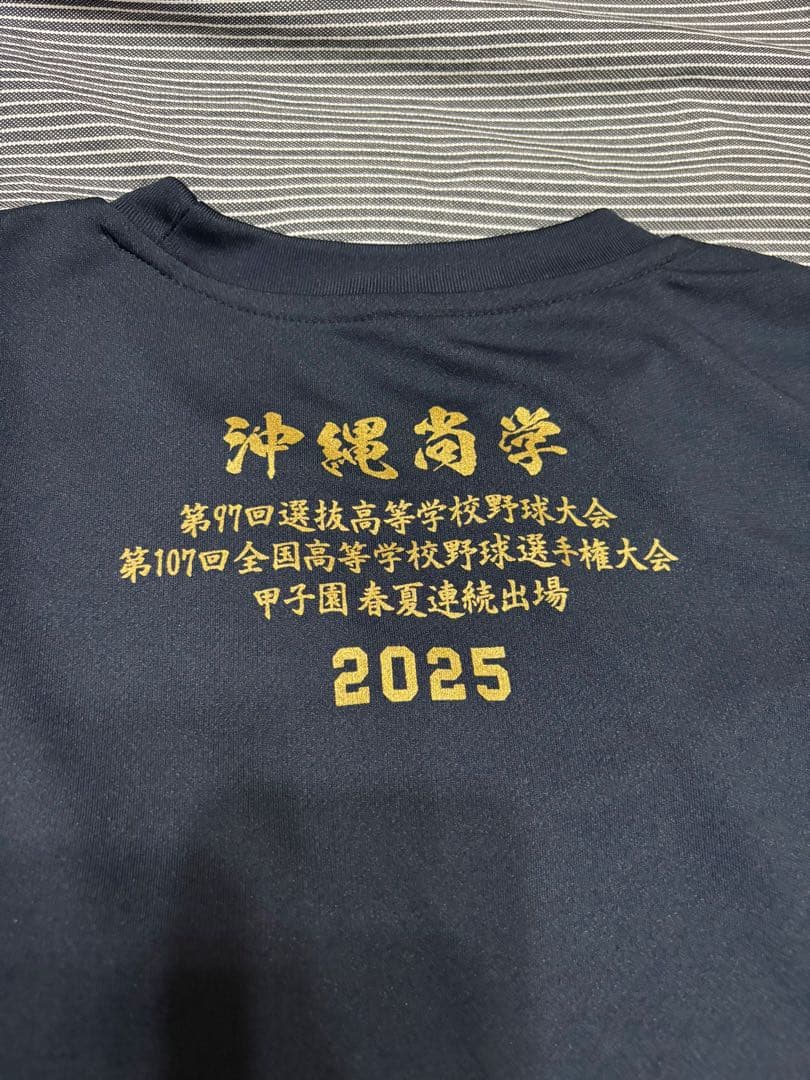 沖縄尚学
第97回選抜高等学校野球大会
第107回全国高等学校野球選手権大会
甲子園 春夏連続出場
2025